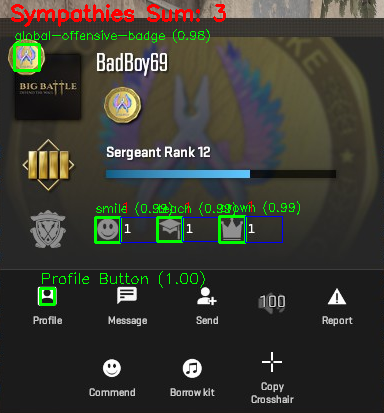 Sympathies Sum: 3
global-offensive-badge (0.98)
BadBoy69
BIG BATTLE
Sergeant Rank 12
smile (0.99) teach (0.99) crown (0.99)
1 1 1
Profile Button (1.00)
100
Profile Message Send Report
Commend Borrow kit Copy Crosshair